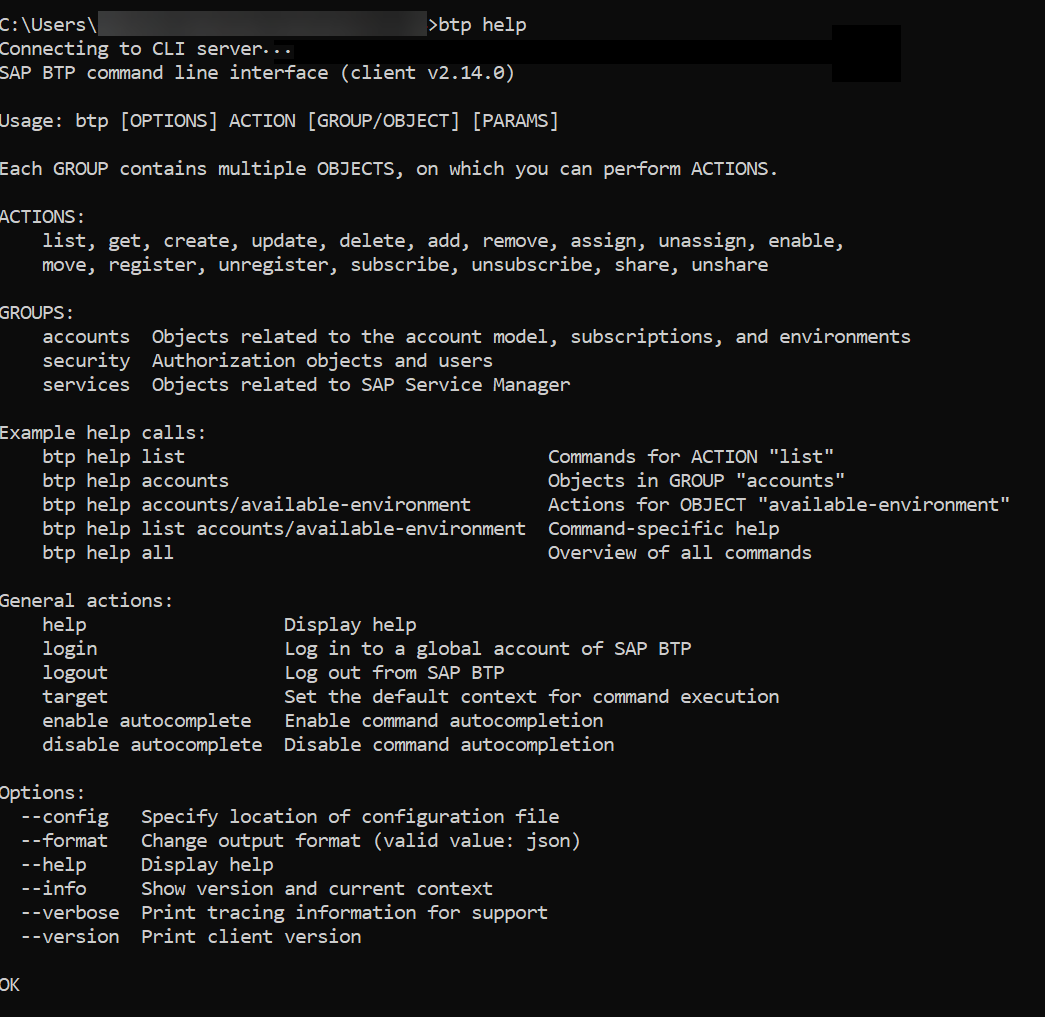 C:\Users\ >btp help
Connecting to CLI server...
SAP BTP command line interface (client v2.14.0)
Usage: btp [OPTIONS] ACTION [GROUP/OBJECT] [PARAMS]
Each GROUP contains multiple OBJECTS, on which you can perform ACTIONS.
ACTIONS:
list, get, create, update, delete, add, remove, assign, unassign, enable,
move, register, unregister, subscribe, unsubscribe, share, unshare
GROUPS:
accounts  Objects related to the account model, subscriptions, and environments
security  Authorization objects and users
services  Objects related to SAP Service Manager
Example help calls:
btp help list  Commands for ACTION "list"
btp help accounts  Objects in GROUP "accounts"
btp help accounts/available-environment  Actions for OBJECT "available-environment"
btp help list accounts/available-environment  Command-specific help
btp help all  Overview of all commands
General actions:
help  Display help
login  Log in to a global account of SAP BTP
logout  Log out from SAP BTP
target  Set the default context for command execution
enable autocomplete  Enable command autocompletion
disable autocomplete  Disable command autocompletion
Options:
--config  Specify location of configuration file
--format  Change output format (valid value: json)
--help  Display help
--info  Show version and current context
--verbose  Print tracing information for support
--version  Print client version
OK